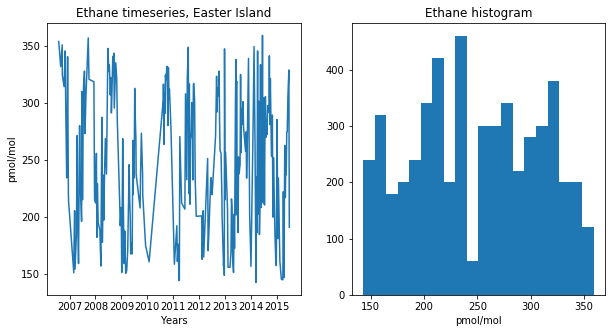 Ethane timeseries, Easter Island
Ethane histogram
pmol/mol
350
300
250
200
150
2007 2008 2009 2010 2011 2012 2013 2014 2015
Years
400
300
200
100
0
150 200 250 300 350
pmol/mol